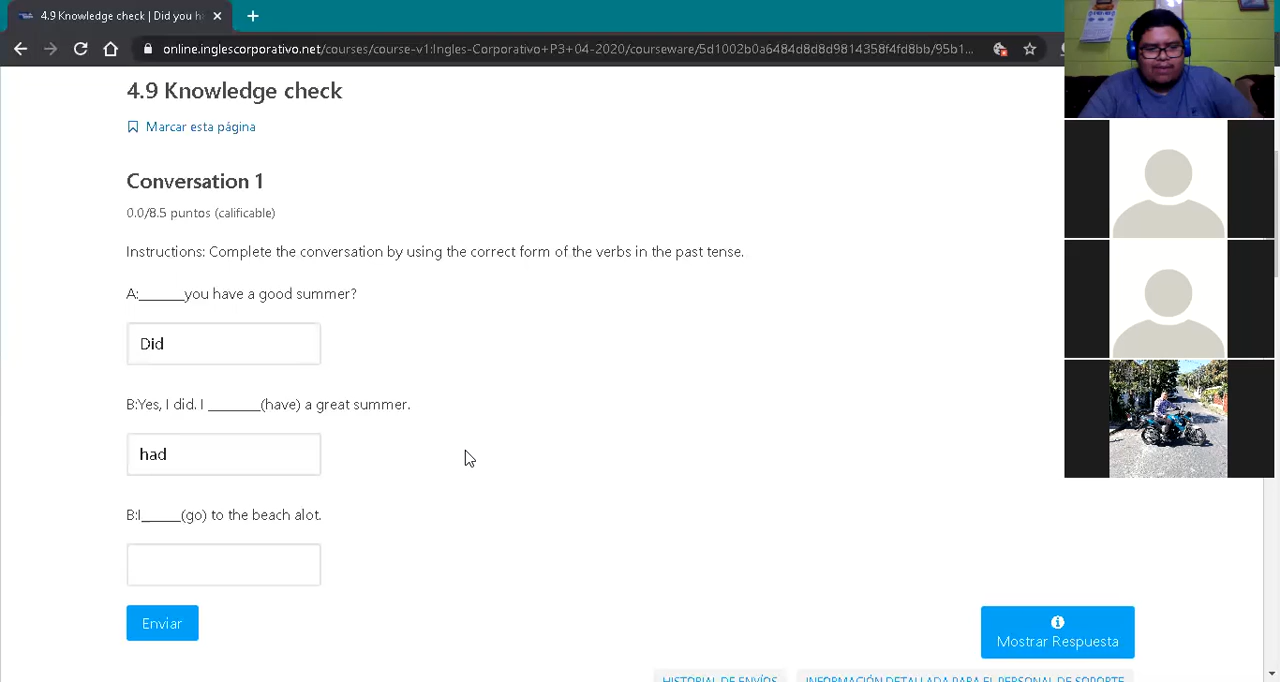 4.9 Knowledge check | Did you h
online.inglescorporativo.net/courses/course-v1:Ingles-Corporativo+P3+04-2020/courseware/5d1002b0a6484d8d8d9814358f4fd8bb/95b1...
4.9 Knowledge check
Marcar esta página
Conversation 1
0.0/8.5 puntos (calificable)
Instructions: Complete the conversation by using the correct form of the verbs in the past tense.
A:______you have a good summer?
Did
B:Yes, I did. I _______(have) a great summer.
had
B:I_____(go) to the beach alot.
Enviar
Mostrar Respuesta
HISTORIAL DE ENVÍOS INFORMACIÓN DETALLADA PARA EL PERSONAL DE SOPORTE